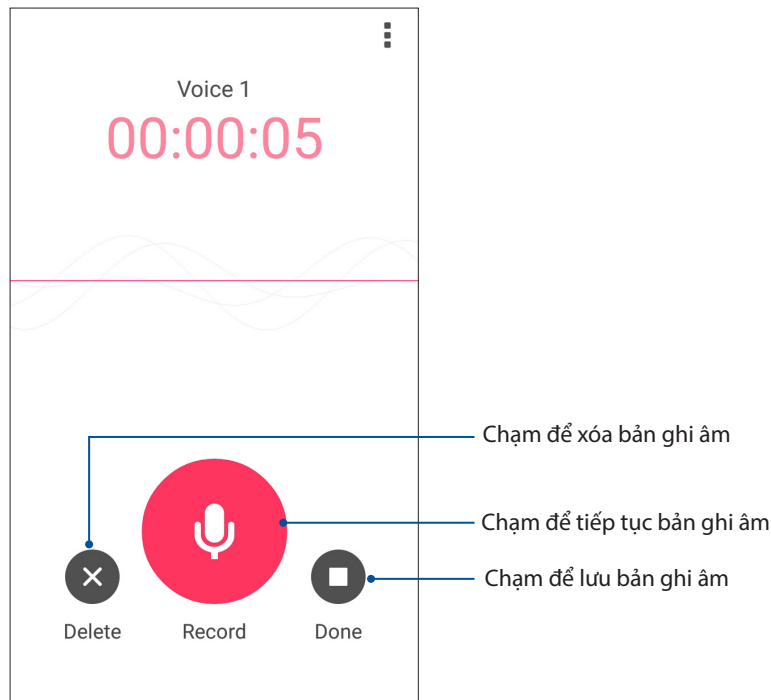 Voice 1
00:00:05
Chạm để xóa bản ghi âm
Chạm để tiếp tục bản ghi âm
Chạm để lưu bản ghi âm
Delete
Record
Done